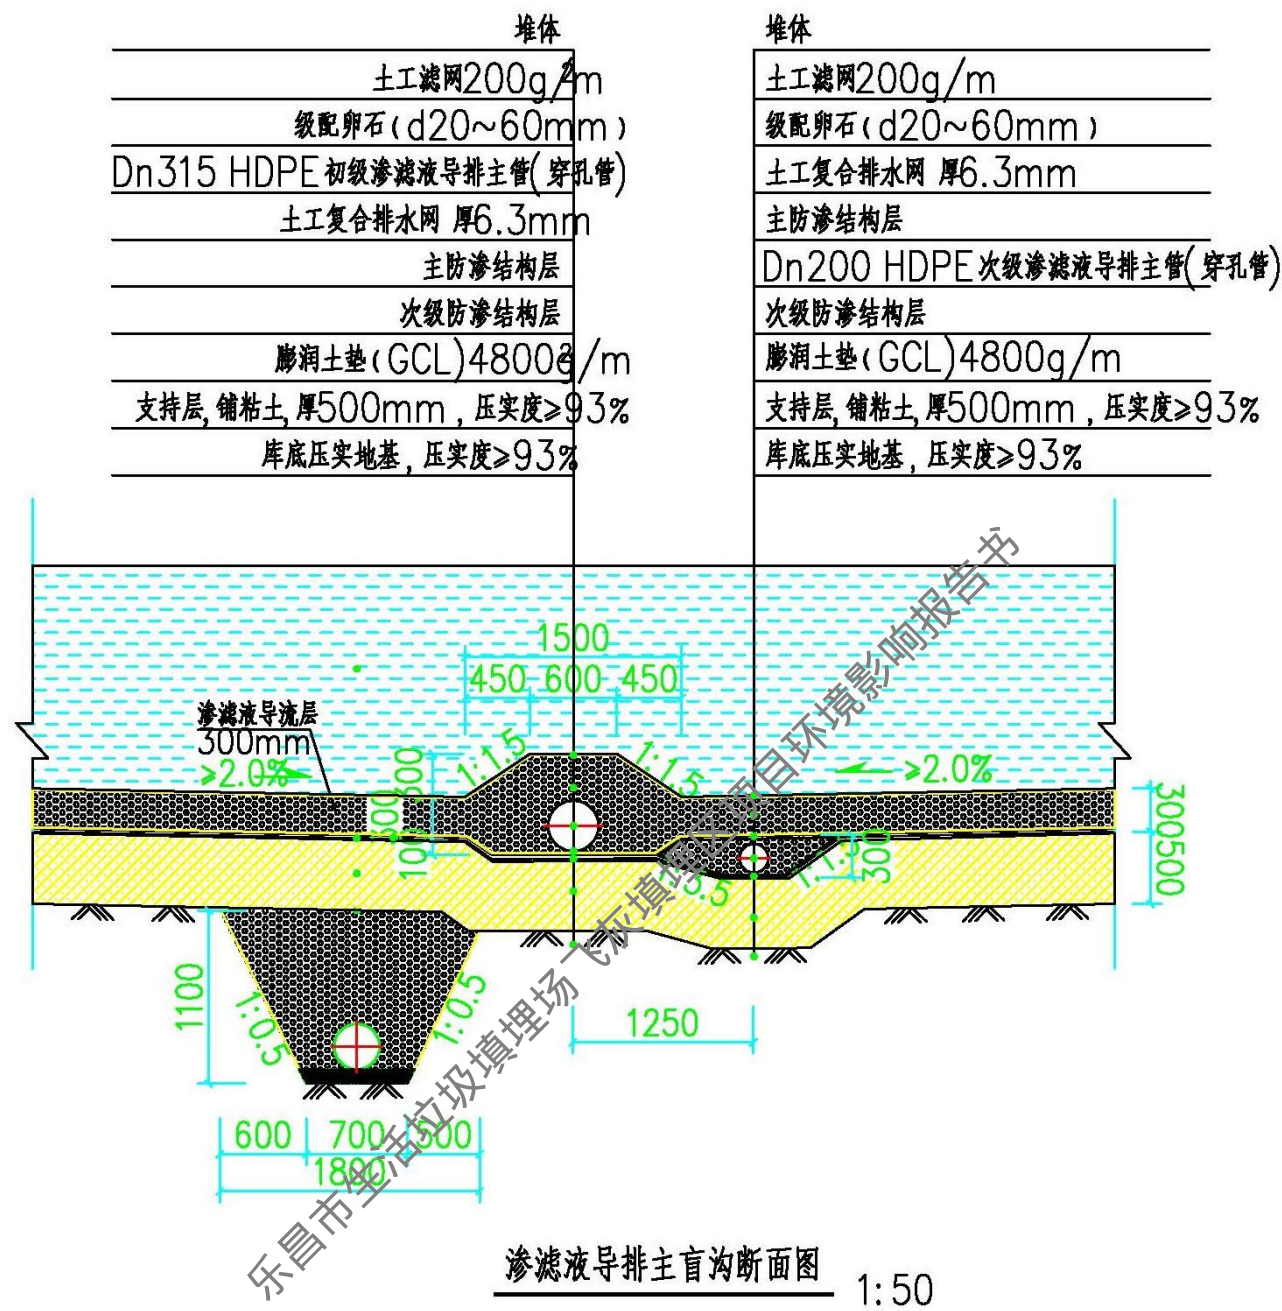 堆体
土工滤网200g/m2
级配卵石(d20~60mm)
Dn315 HDPE初级渗滤液导排主管(穿孔管)
土工复合排水网 厚6.3mm
主防渗结构层
次级防渗结构层
膨润土垫(GCL)4800g/m2
支持层,铺粘土,厚500mm,压实度≥93%
库底压实地基,压实度≥93%
堆体
土工滤网200g/m
级配卵石(d20~60mm)
土工复合排水网 厚6.3mm
主防渗结构层
Dn200 HDPE次级渗滤液导排主管(穿孔管)
次级防渗结构层
膨润土垫(GCL)4800g/m
支持层,铺粘土,厚500mm,压实度≥93%
库底压实地基,压实度≥93%
1500
450 600 450
渗滤液导流层
300mm
≥2.0%
≥2.0%
1:1.5
1:1.5
300
300
100
300
500
300
1:1.5
1100
1:0.5
1:0.5
1250
600 700 500
1800
乐昌市生活垃圾填埋场飞灰填埋区项目环境影响报告书
渗滤液导排主盲沟断面图 1:50